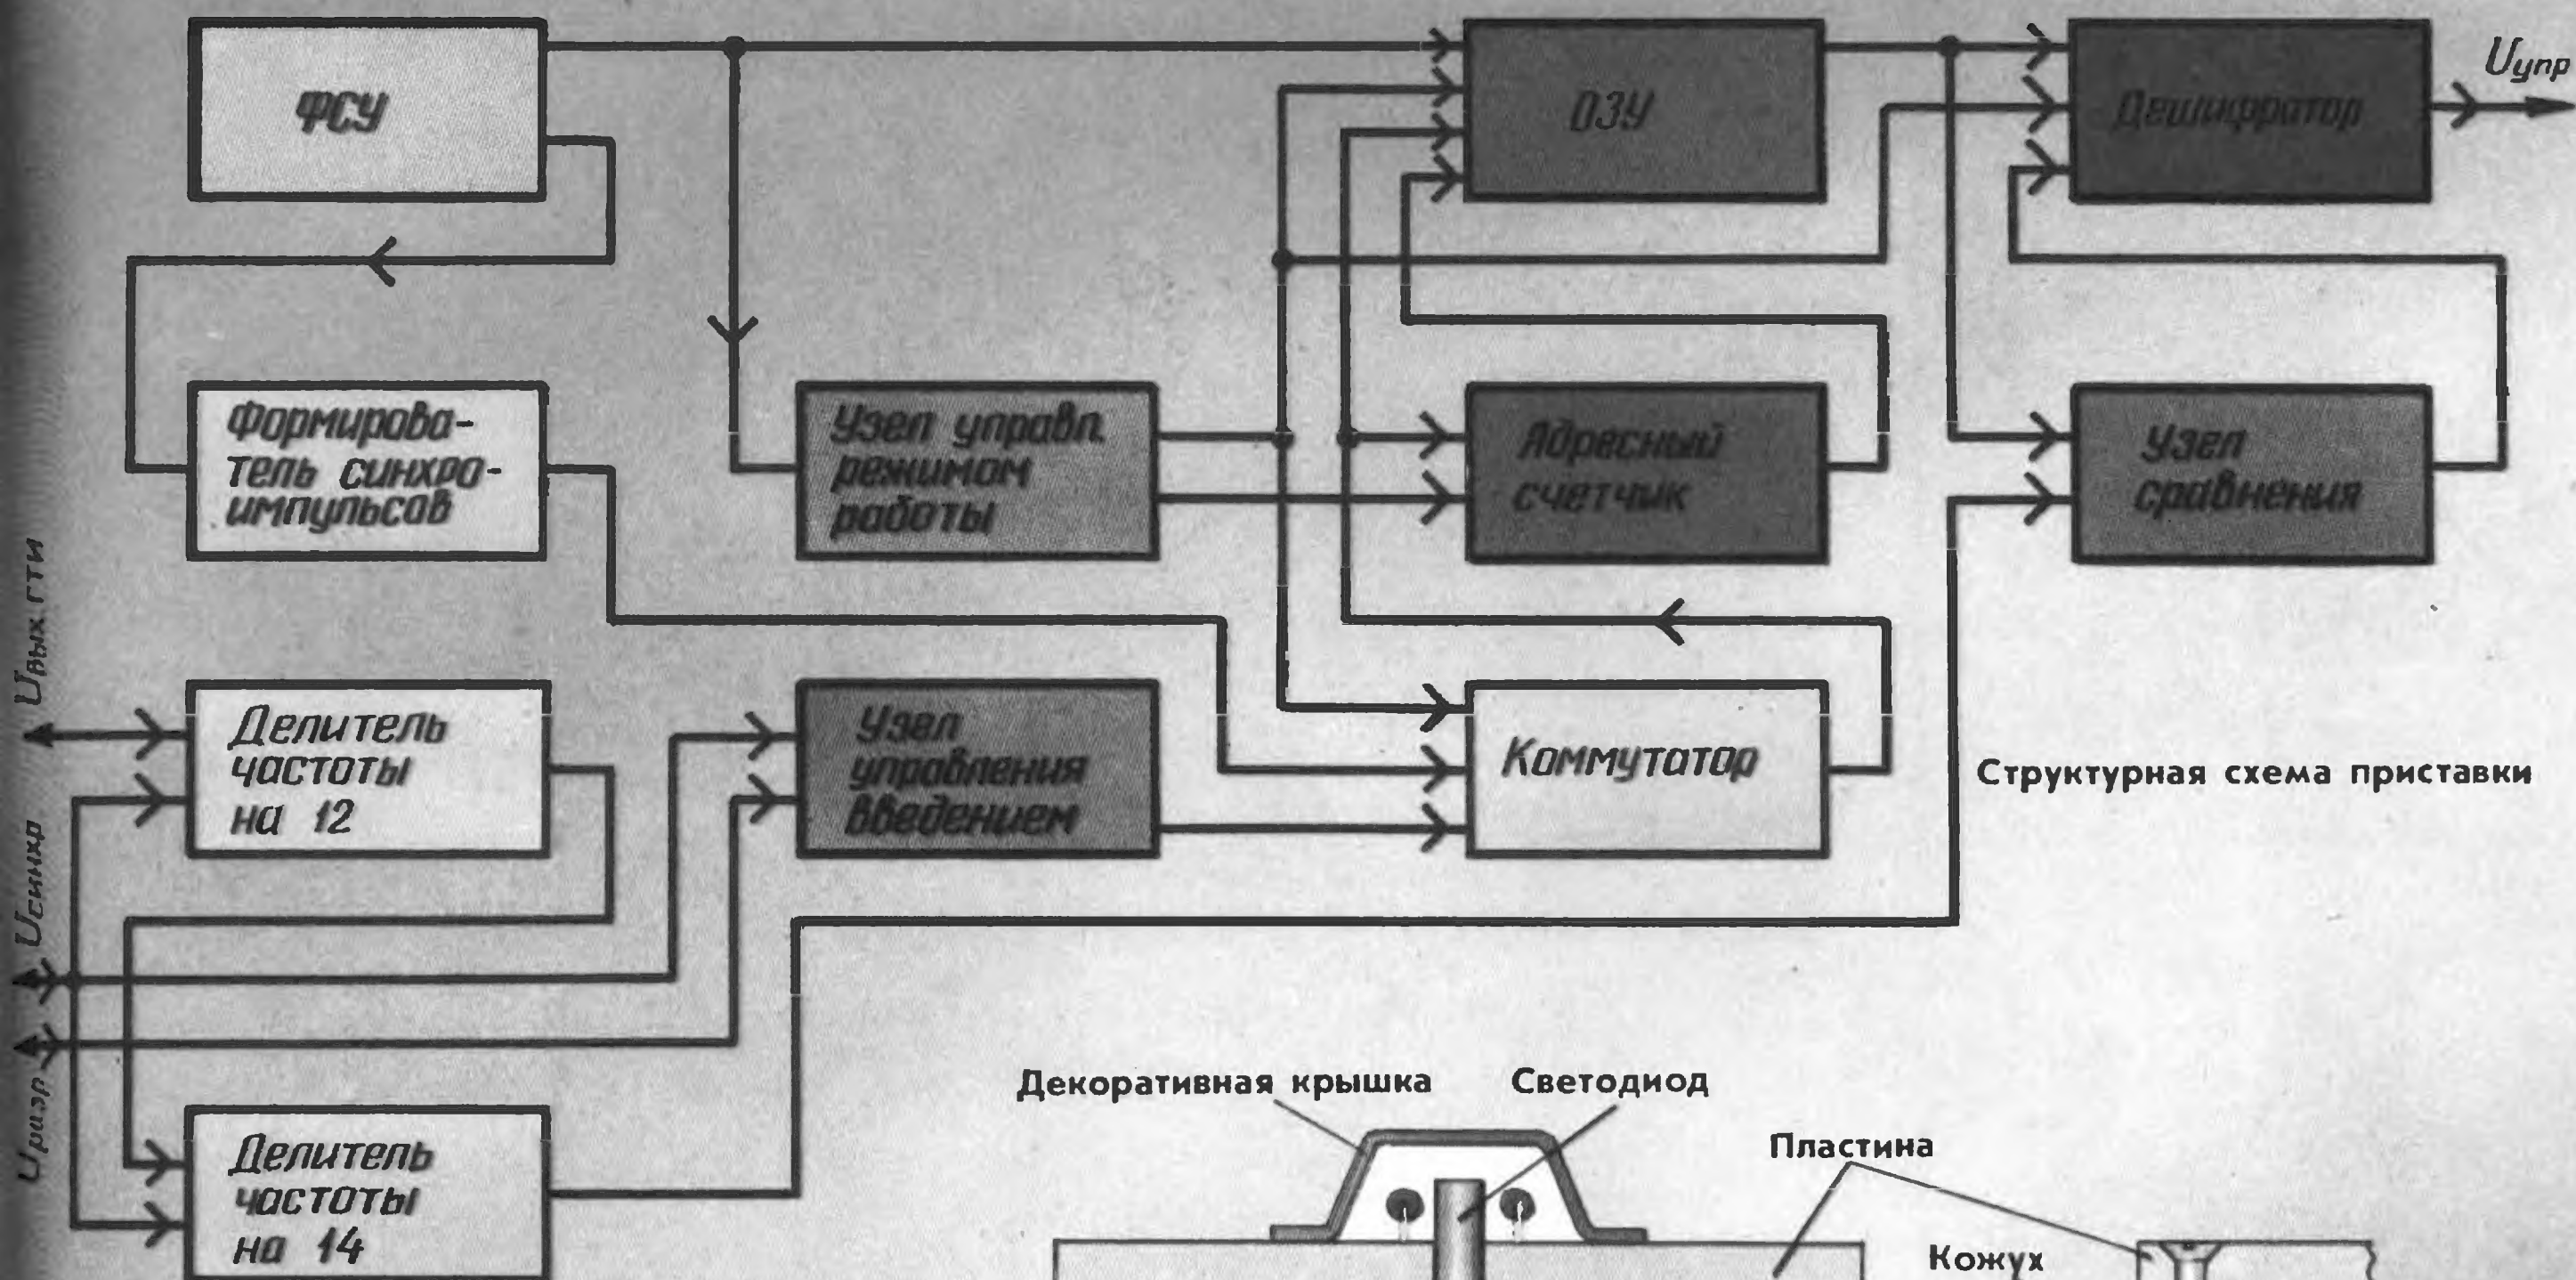 ФСУ
ОЗУ
Дешифратор
Uупр
Формирова-
тель синхро-
импульсов
Узел управл.
режимом
работы
Адресный
счетчик
Узел
сравнения
Uвых.гти
Делитель
частоты
на 12
Узел
управления
введением
Коммутатор
Структурная схема приставки
Uсинхр
Uразр
Делитель
частоты
на 14
Декоративная крышка
Светодиод
Пластина
Кожух